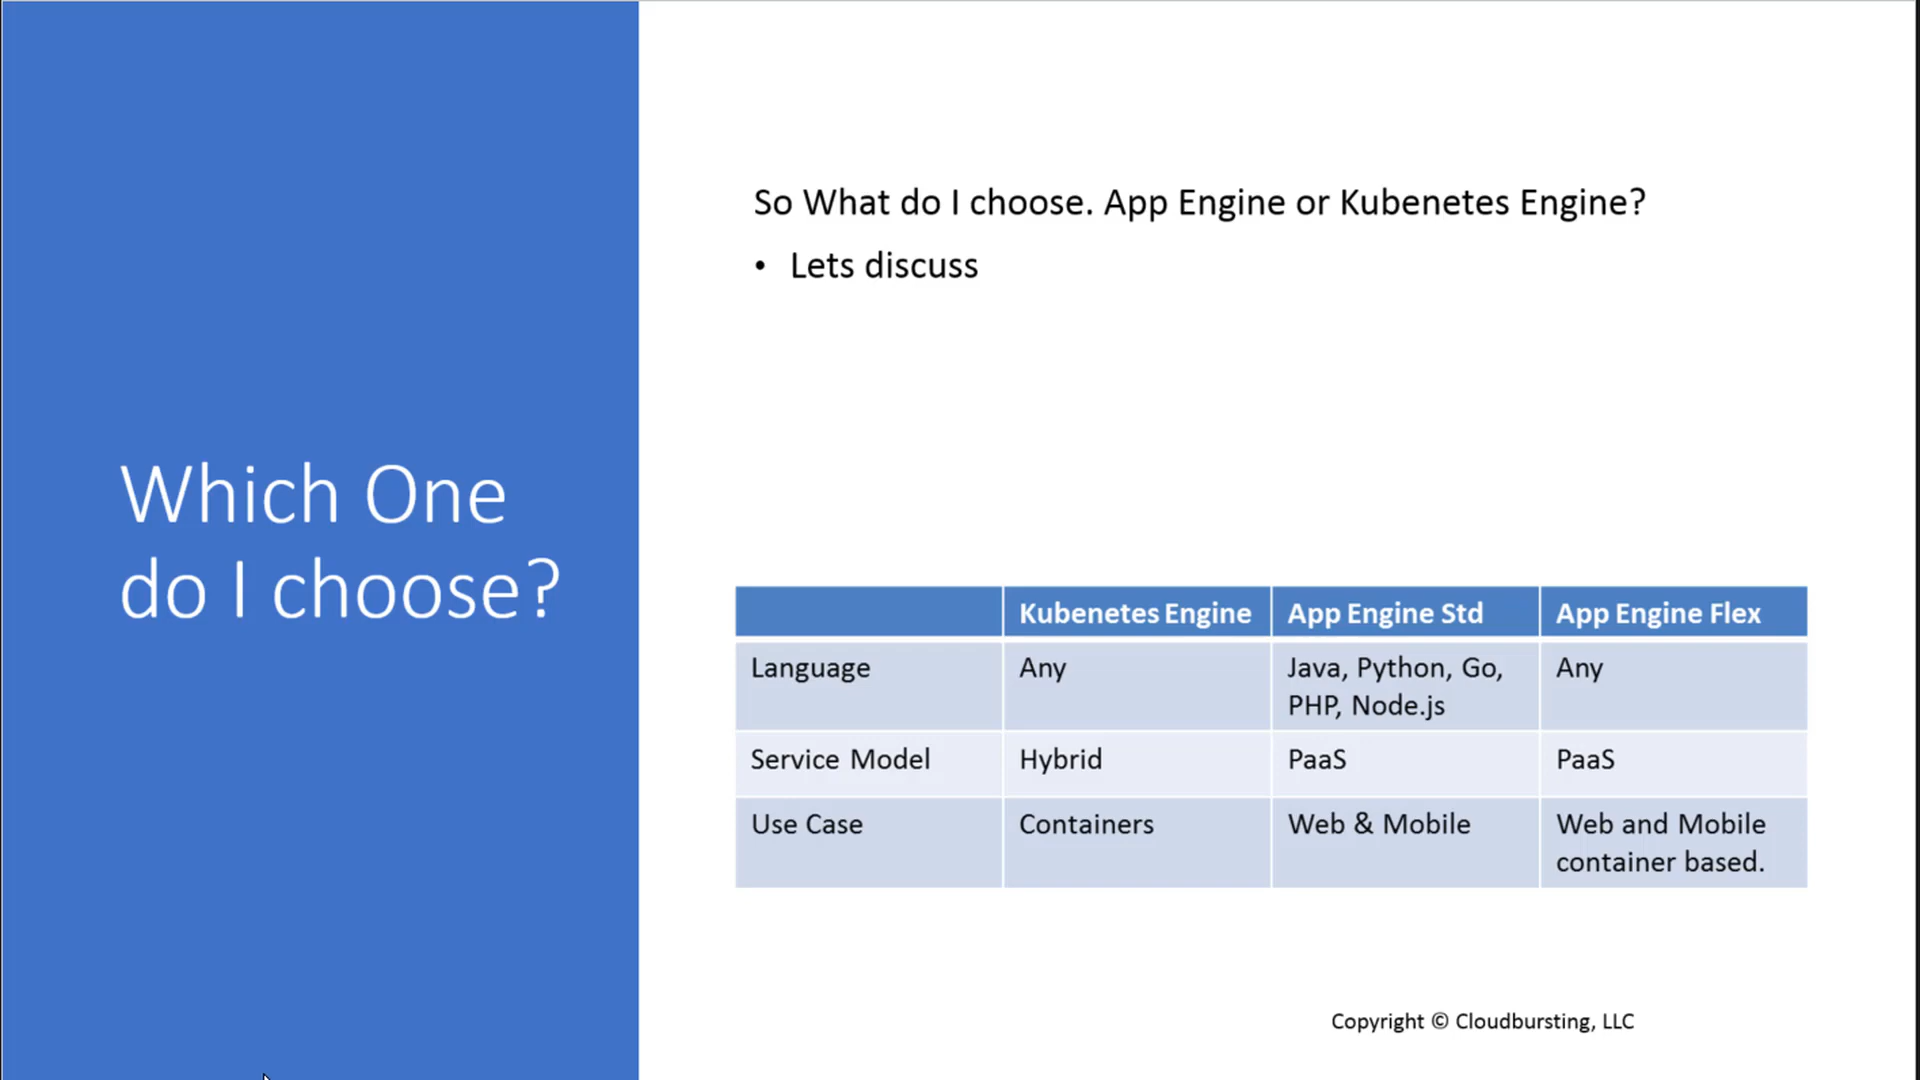 Which One
do I choose?
So What do I choose. App Engine or Kubenetes Engine?
• Lets discuss
Kubenetes Engine App Engine Std App Engine Flex
Language Any Java, Python, Go, Any
PHP, Node.js
Service Model Hybrid PaaS PaaS
Use Case Containers Web & Mobile Web and Mobile
container based.
Copyright © Cloudbursting, LLC